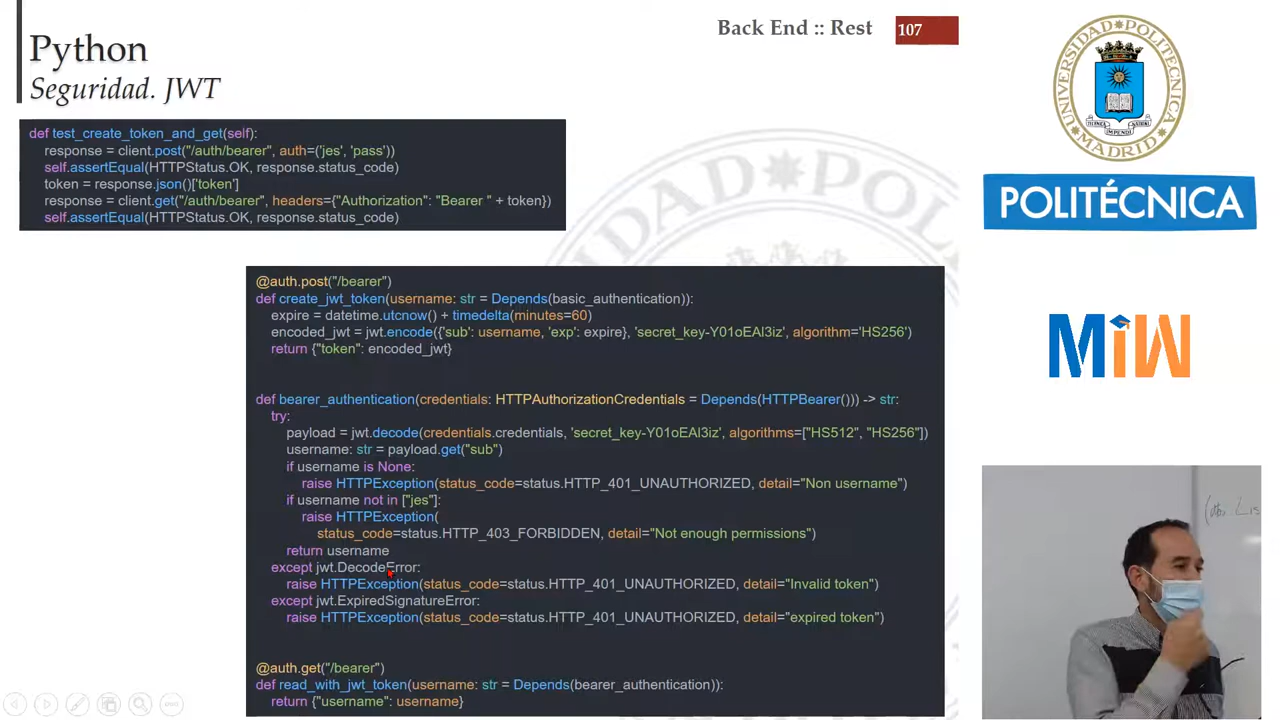 Python
Seguridad. JWT
Back End :: Rest
107
def test_create_token_and_get(self):
response = client.post("/auth/bearer", auth=('jes', 'pass'))
self.assertEqual(HTTPStatus.OK, response.status_code)
token = response.json()['token']
response = client.get("/auth/bearer", headers={"Authorization": "Bearer " + token})
self.assertEqual(HTTPStatus.OK, response.status_code)
@auth.post("/bearer")
def create_jwt_token(username: str = Depends(basic_authentication)):
expire = datetime.utcnow() + timedelta(minutes=60)
encoded_jwt = jwt.encode({'sub': username, 'exp': expire}, 'secret_key-Y01oEAl3iz', algorithm='HS256')
return {"token": encoded_jwt}
def bearer_authentication(credentials: HTTPAuthorizationCredentials = Depends(HTTPBearer())) -> str:
try:
payload = jwt.decode(credentials.credentials, 'secret_key-Y01oEAl3iz', algorithms=["HS512", "HS256"])
username: str = payload.get("sub")
if username is None:
raise HTTPException(status_code=status.HTTP_401_UNAUTHORIZED, detail="Non username")
if username not in ["jes"]:
raise HTTPException(
status_code=status.HTTP_403_FORBIDDEN, detail="Not enough permissions")
return username
except jwt.DecodeError:
raise HTTPException(status_code=status.HTTP_401_UNAUTHORIZED, detail="Invalid token")
except jwt.ExpiredSignatureError:
raise HTTPException(status_code=status.HTTP_401_UNAUTHORIZED, detail="expired token")
@auth.get("/bearer")
def read_with_jwt_token(username: str = Depends(bearer_authentication)):
return {"username": username}
UNIVERSIDAD POLITÉCNICA
MADRID
POLITÉCNICA
MiW